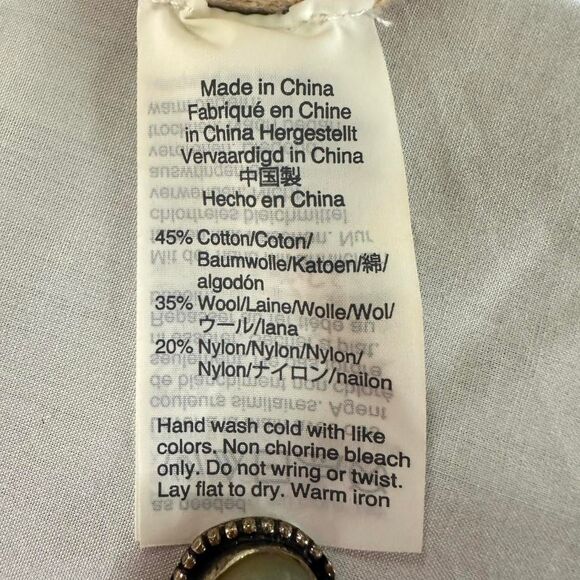 Made in China
Fabriqué en Chine
in China Hergestellt
Vervaardigd in China
中国製
Hecho en China
45% Cotton/Coton/
Baumwolle/Katoen/綿/
algodón
35% Wool/Laine/Wolle/Wol/
ウール/lana
20% Nylon/Nylon/Nylon/
Nylon/ナイロン/nailon
Hand wash cold with like
colors. Non chlorine bleach
only. Do not wring or twist.
Lay flat to dry. Warm iron
as needed